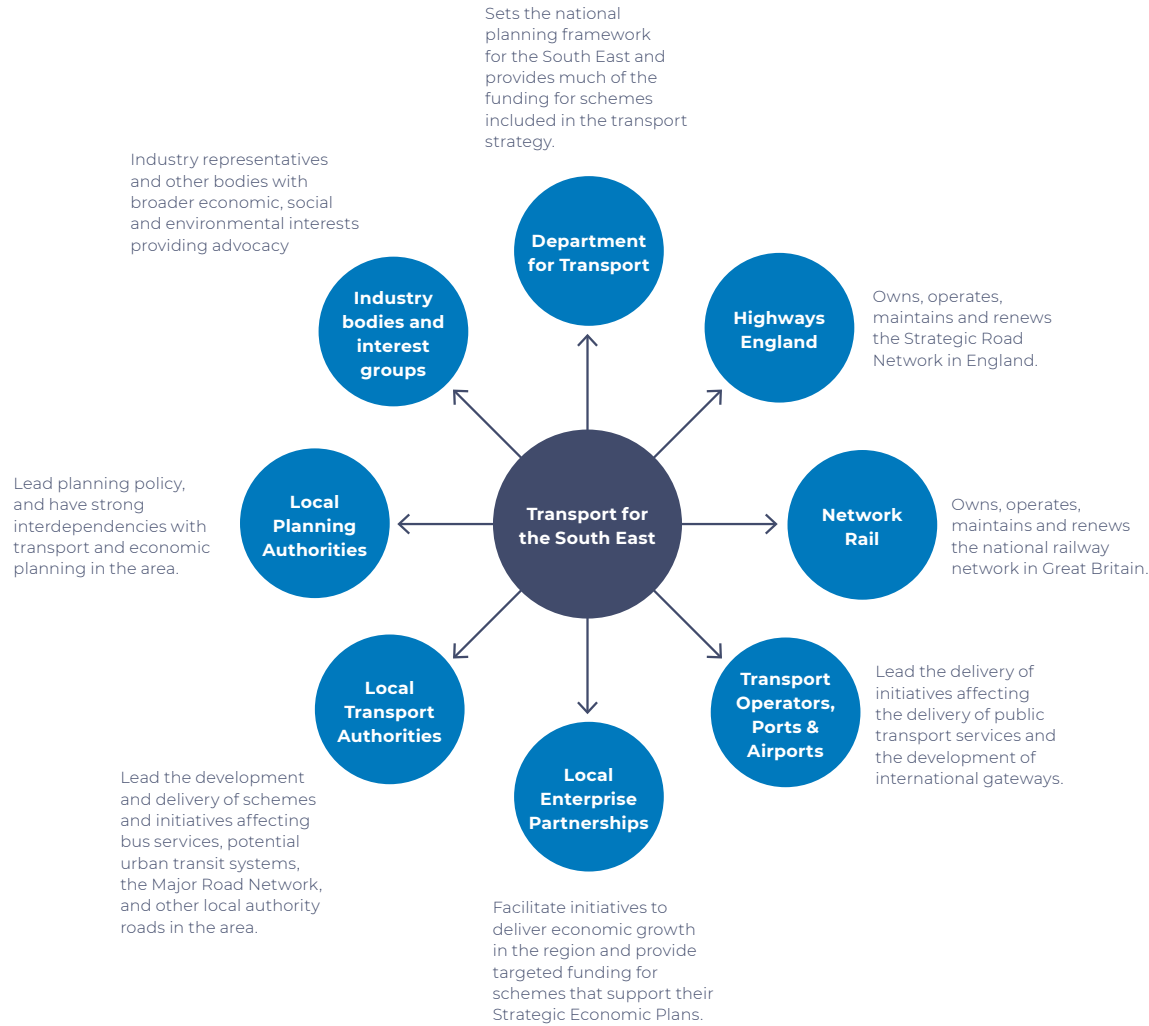 Sets the national
planning framework
for the South East and
provides much of the
funding for schemes
included in the transport
strategy.
Department
for Transport
Highways
England
Owns, operates,
maintains and renews
the Strategic Road
Network in England.
Network
Rail
Owns, operates,
maintains and renews
the national railway
network in Great Britain.
Transport
Operators,
Ports &
Airports
Lead the delivery of
initiatives affecting
the delivery of public
transport services and
the development of
international gateways.
Local
Enterprise
Partnerships
Facilitate initiatives to
deliver economic growth
in the region and provide
targeted funding for
schemes that support their
Strategic Economic Plans.
Local
Transport
Authorities
Lead the development
and delivery of schemes
and initiatives affecting
bus services, potential
urban transit systems,
the Major Road Network,
and other local authority
roads in the area.
Local
Planning
Authorities
Lead planning policy,
and have strong
interdependencies with
transport and economic
planning in the area.
Industry
bodies and
interest
groups
Industry representatives
and other bodies with
broader economic, social
and environmental interests
providing advocacy
Transport for
the South East